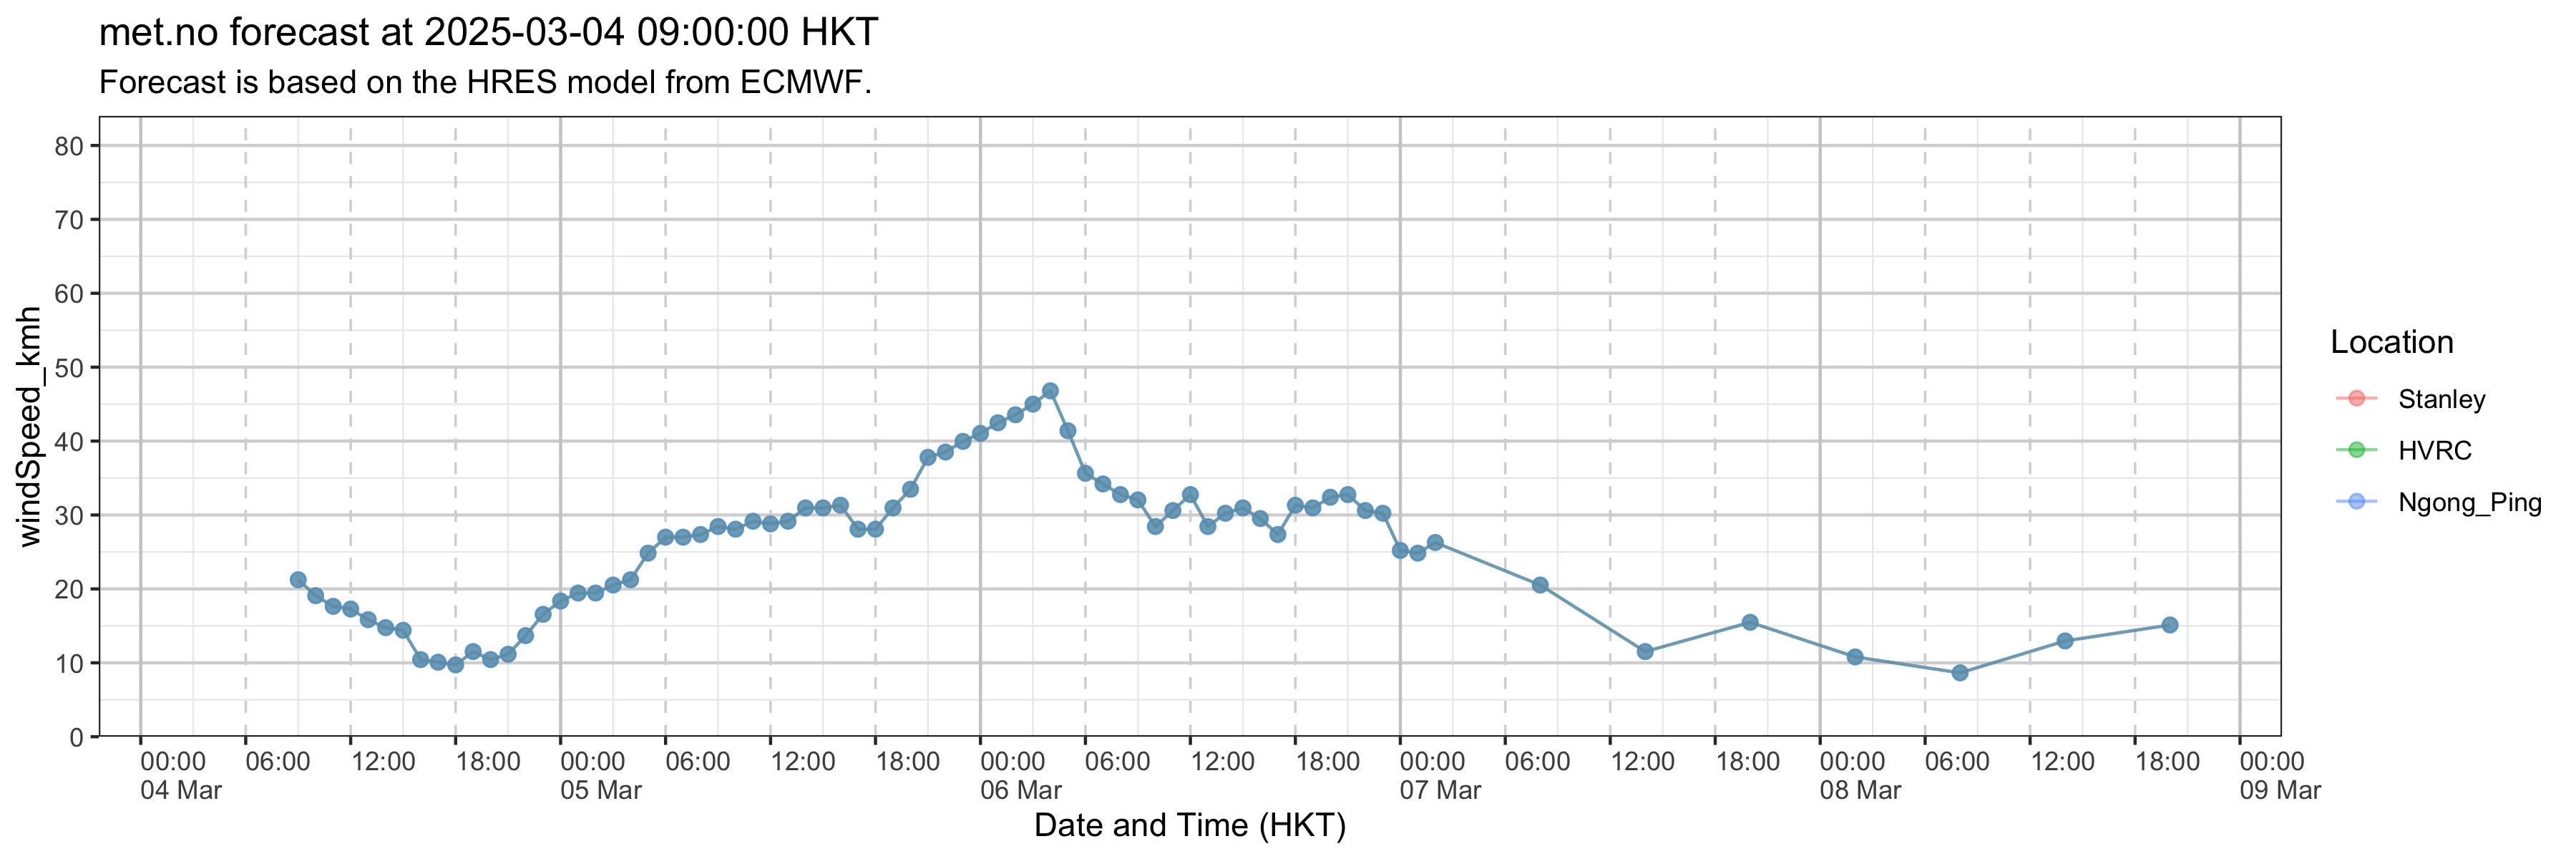 met.no forecast at 2025-03-04 09:00:00 HKT
Forecast is based on the HRES model from ECMWF.
windSpeed_kmh
80
70
60
50
40
30
20
10
0
00:00 06:00 12:00 18:00 00:00 06:00 12:00 18:00 00:00 06:00 12:00 18:00 00:00 06:00 12:00 18:00 00:00 06:00 12:00 18:00 00:00
04 Mar 05 Mar 06 Mar 07 Mar 08 Mar 09 Mar
Date and Time (HKT)
Location
Stanley
HVRC
Ngong_Ping